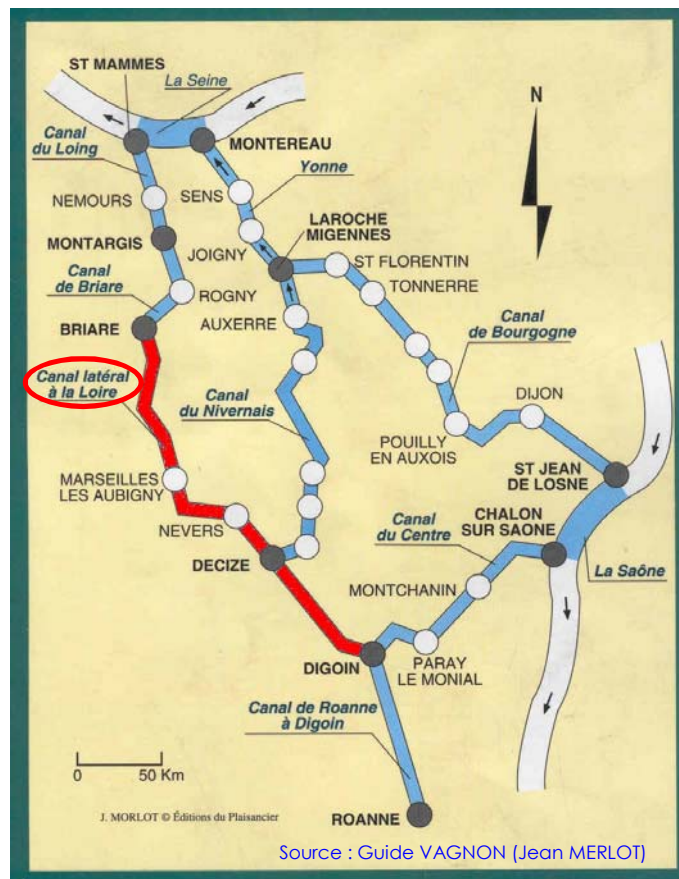 ST MAMMES
La Seine
N
Canal
du Loing
MONTEREAU
Yonne
NEMOURS
SENS
LAROCHE
MIGENNES
MONTARGIS
JOIGNY
ST FLORENTIN
Canal
de Briare
TONNERRE
ROGNY
AUXERRE
BRIARE
Canal
de Bourgogne
Canal latéral
à la Loire
Canal
du Nivernais
DIJON
POUILLY
EN AUXOIS
ST JEAN
DE LOSNE
MARSEILLES
LES AUBIGNY
CHALON
SUR SAONE
NEVERS
Canal
du Centre
DECIZE
La Saône
MONTCHANIN
DIGOIN
PARAY
LE MONIAL
Canal de Roanne
à Digoin
0 50 Km
J. MORLOT © Éditions du Plaisancier
ROANNE
Source : Guide VAGNON (Jean MERLOT)